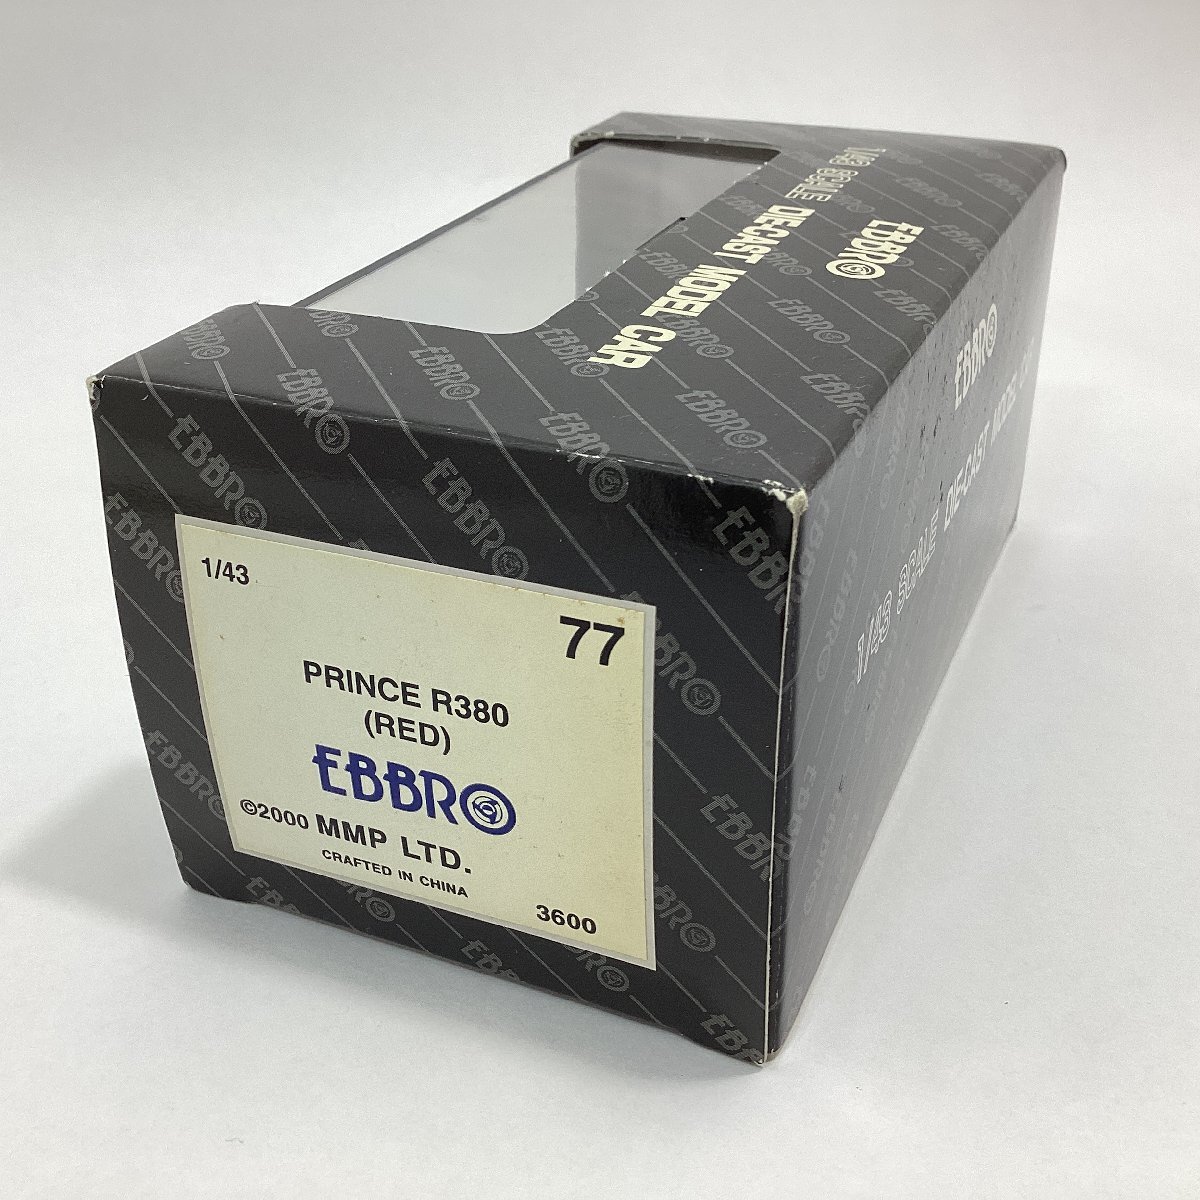 1/43 SCALE DIE-CAST MODEL CAR
EBBRO
EBBRO
1/43 SCALE DIE-CAST MODEL
1/43
77
PRINCE R380
(RED)
EBBRO
©2000 MMP LTD.
CRAFTED IN CHINA
3600